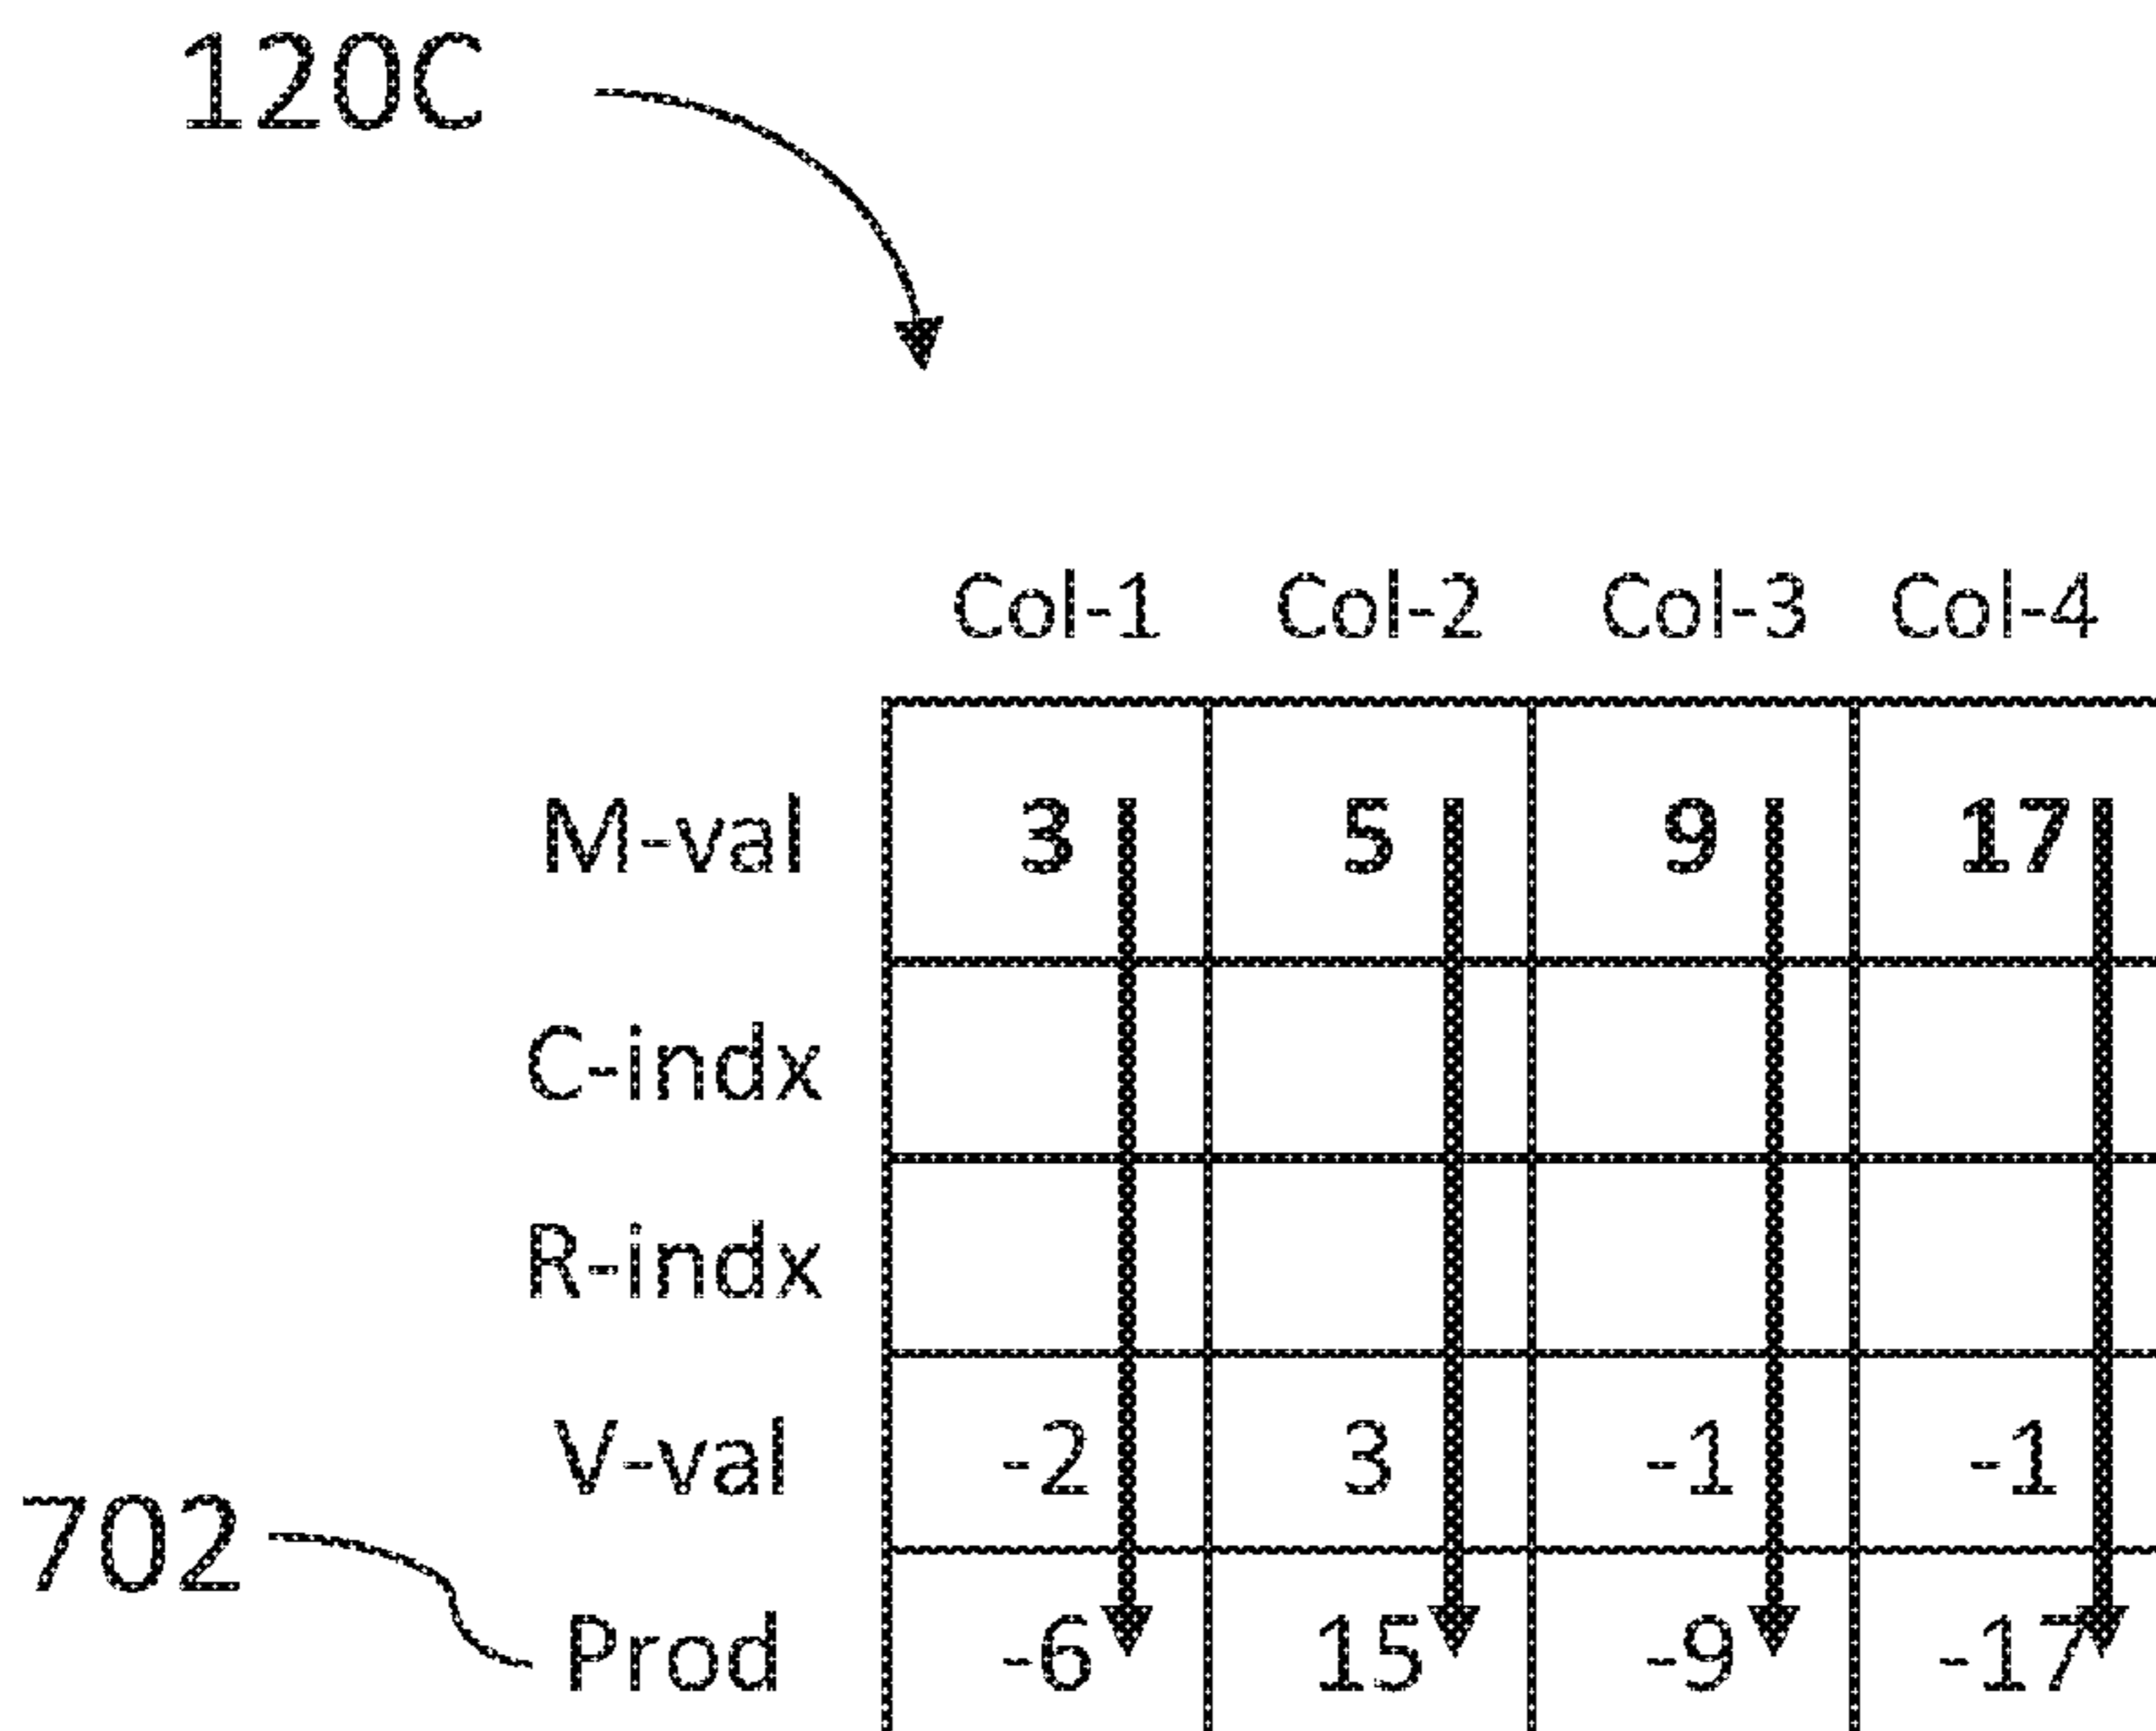 120C
Col-1 Col-2 Col-3 Col-4
M-val 3 5 9 17
C-indx
R-indx
V-val -2 3 -1 -1
702
Prod -6 15 -9 -17